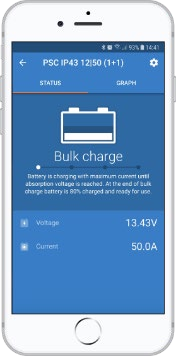 93% 14:41
PSC IP43 12|50 (1+1)
STATUS
GRAPH
Bulk charge
Battery is charging with maximum current until
absorption voltage is reached. At the end of bulk
charge battery is 80% charged and ready for use.
Voltage 13.43V
Current 50.0A